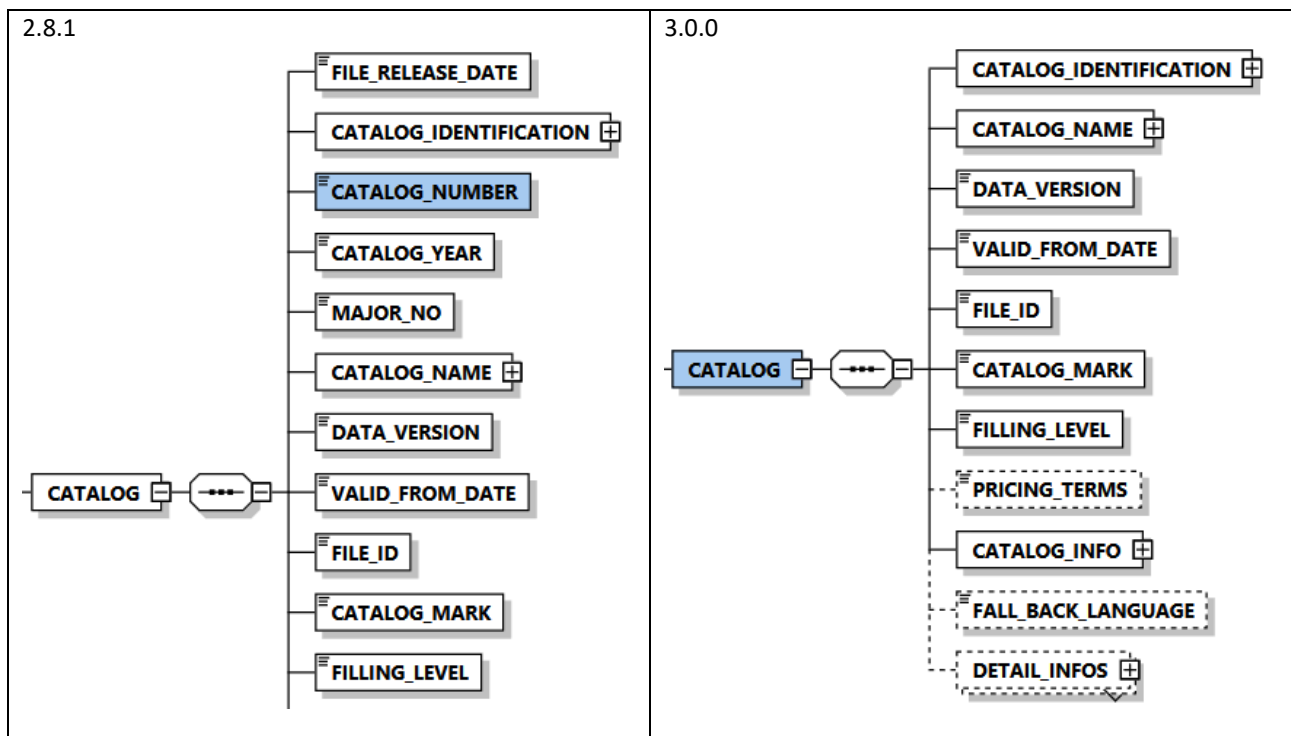 2.8.1
FILE_RELEASE_DATE
CATALOG_IDENTIFICATION
CATALOG_NUMBER
CATALOG_YEAR
MAJOR_NO
CATALOG_NAME
DATA_VERSION
CATALOG
VALID_FROM_DATE
FILE_ID
CATALOG_MARK
FILLING_LEVEL
3.0.0
CATALOG_IDENTIFICATION
CATALOG_NAME
DATA_VERSION
VALID_FROM_DATE
FILE_ID
CATALOG
CATALOG_MARK
FILLING_LEVEL
PRICING_TERMS
CATALOG_INFO
FALL_BACK_LANGUAGE
DETAIL_INFOS